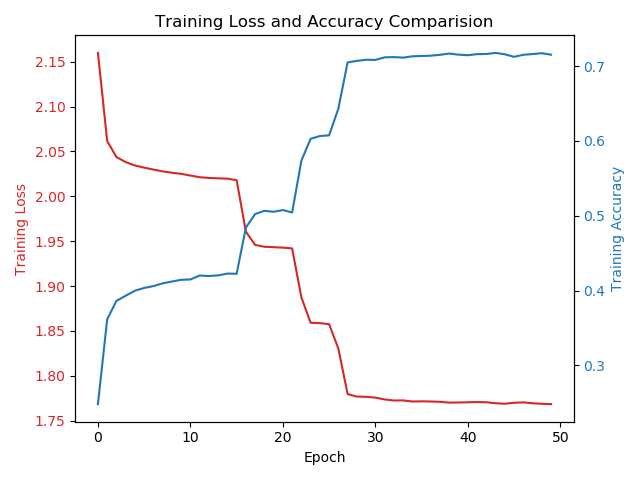 Training Loss and Accuracy Comparision
2.15
2.10
2.05
2.00
1.95
1.90
1.85
1.80
1.75
Training Loss
0.7
0.6
0.5
0.4
0.3
Training Accuracy
0 10 20 30 40 50
Epoch